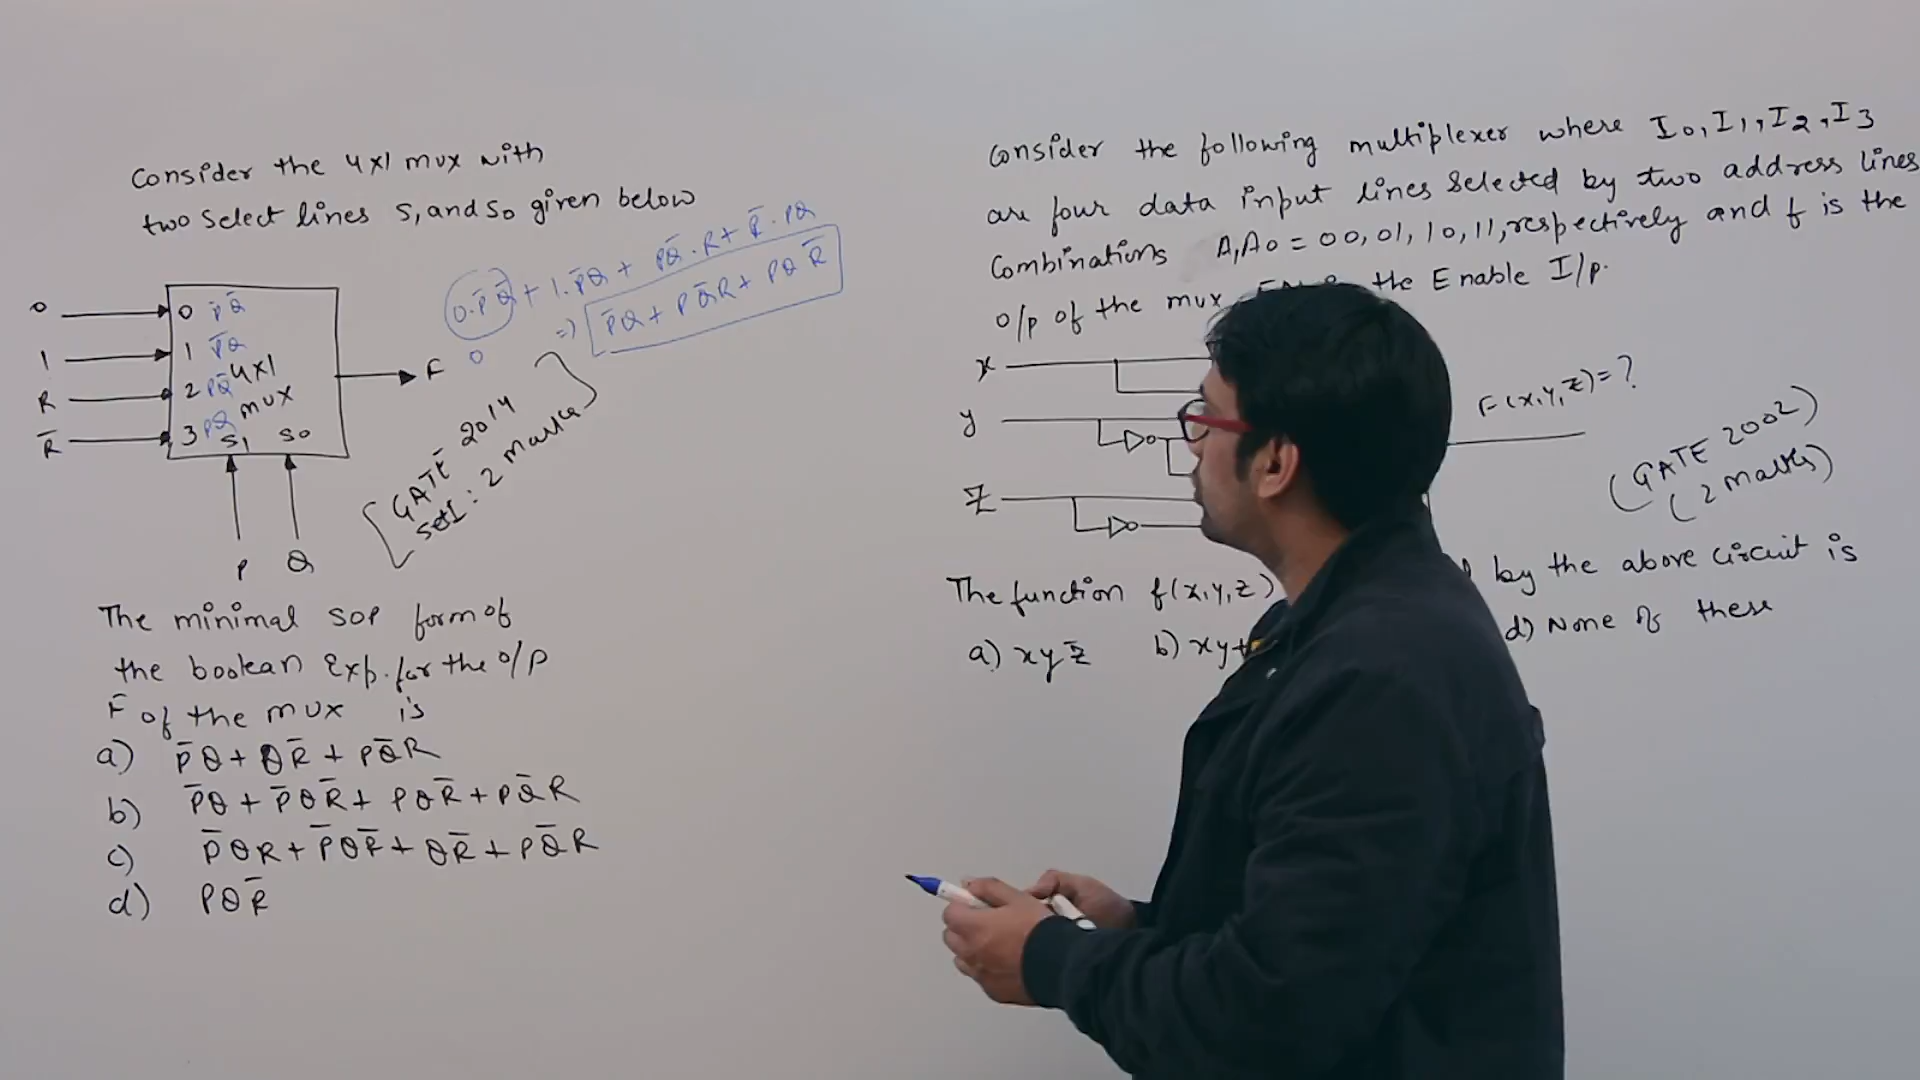 Consider the 4x1 mux with
two select lines S1 and S0 given below
0.P̅Q̅ + 1.P̅Q + PQ̅.R + R̅.PQ
0
=) P̅Q + PQ̅R + PQR̅
0
1
R
R̅
0 P̅Q̅
1 P̅Q
2 PQ̅ 4x1
3 PQ mux
S1 S0
F
P Q
[GATE 2014
Set1: 2 marks]
The minimal SOP form of
the boolean Exp. for the o/p
F of the mux is
a) P̅Q + QR̅ + PQ̅R
b) P̅Q + P̅QR̅ + PQR̅ + PQ̅R
c) P̅QR + P̅QR̅ + QR̅ + PQ̅R
d) PQR̅
Consider the following multiplexer where I0, I1, I2, I3
are four data input lines selected by two address lines
Combinations A1A0 = 00, 01, 10, 11, respectively and f is the
o/p of the mux. the Enable I/p.
x
y
z
F(x,y,z)=?
(GATE 2002)
(2 marks)
The function f(x,y,z) by the above circuit is
a) xyz̅ b) xy+ d) None of these